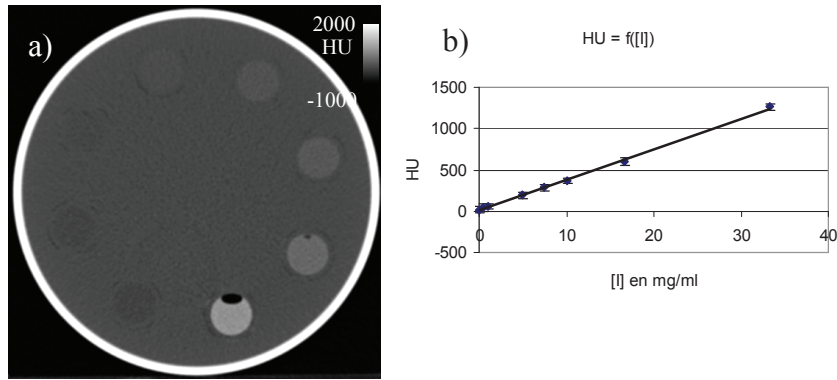 a)
2000
HU
-1000
b)
HU = f([I])
1500
1000
500
0
-500
HU
0 10 20 30 40
[I] en mg/ml